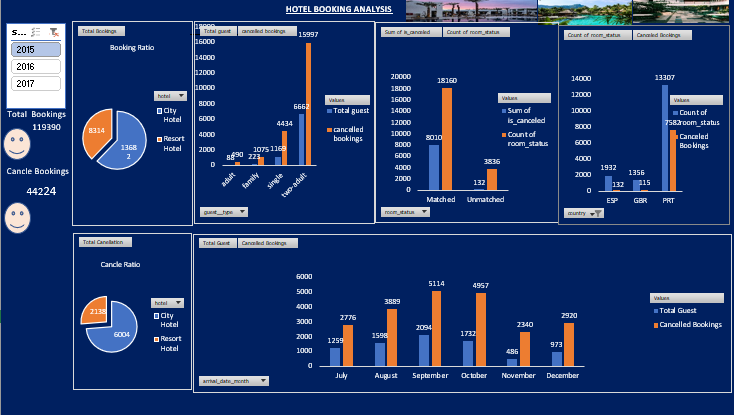 HOTEL BOOKING ANALYSIS
s...
2015
2016
2017
Total Bookings
119390
Cancle Bookings
44224
Total Bookings
Booking Ratio
8314
1368
2
hotel
City
Hotel
Resort
Hotel
Total guest
cancelled bookings
18000
16000
14000
12000
10000
8000
6000
4000
2000
0
88
490
223
1075
1169
4434
6662
15997
adult
family
single
two-adult
Values
Total guest
cancelled
bookings
guest__type
Sum of is_canceled
Count of room_status
20000
18000
16000
14000
12000
10000
8000
6000
4000
2000
0
8010
18160
132
3836
Matched
Unmatched
Values
Sum of
is_canceled
Count of
room_status
room_status
Count of room_status
Canceled Bookings
14000
12000
10000
8000
6000
4000
2000
0
1932
132
1356
115
13307
7582
ESP
GBR
PRT
Values
Count of
room_status
Canceled
Bookings
country
Total Cancellation
Cancle Ratio
2138
6004
hotel
City
Hotel
Resort
Hotel
Total Guest
Cancelled Bookings
6000
5000
4000
3000
2000
1000
0
1259
2776
1598
3889
2094
5114
1732
4957
486
2340
973
2920
July
August
September
October
November
December
Values
Total Guest
Cancelled Bookings
arrival_date_month